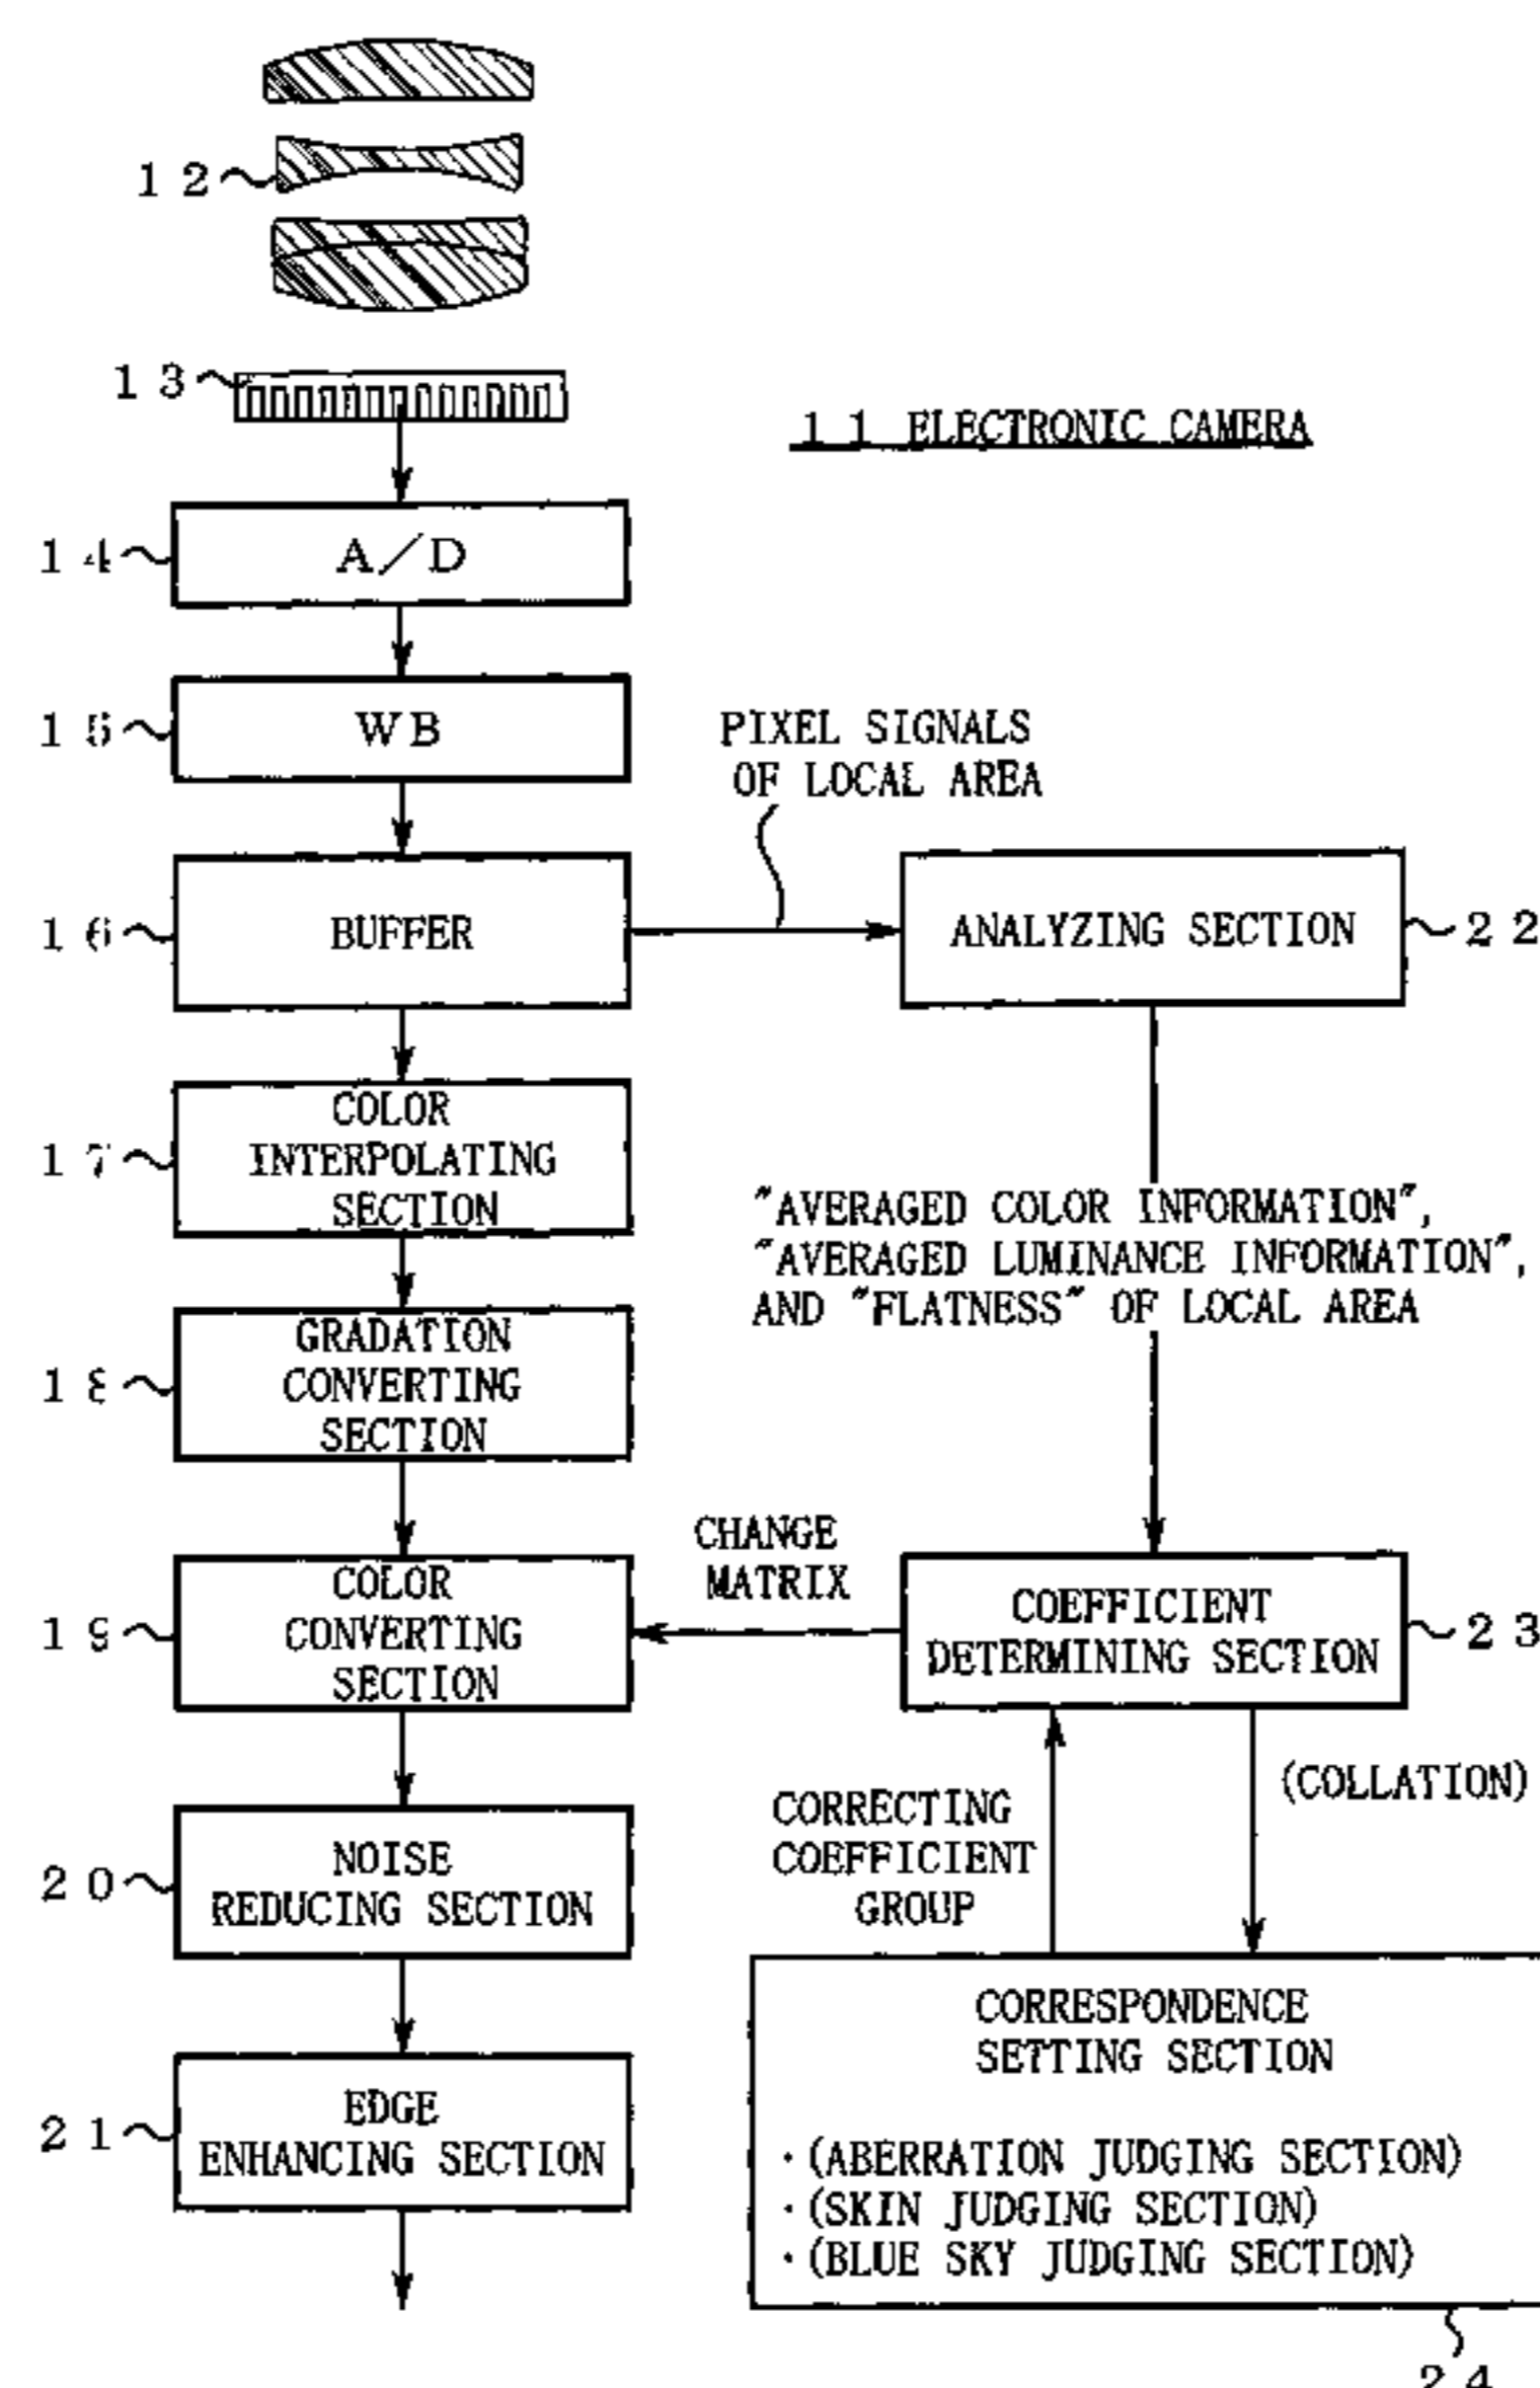 12
13
11 ELECTRONIC CAMERA
14
A/D
15
WB
PIXEL SIGNALS
OF LOCAL AREA
16
BUFFER
ANALYZING SECTION
22
17
COLOR
INTERPOLATING
SECTION
"AVERAGED COLOR INFORMATION",
"AVERAGED LUMINANCE INFORMATION",
AND "FLATNESS" OF LOCAL AREA
18
GRADATION
CONVERTING
SECTION
CHANGE
MATRIX
19
COLOR
CONVERTING
SECTION
COEFFICIENT
DETERMINING SECTION
23
(COLLATION)
CORRECTING
COEFFICIENT
GROUP
20
NOISE
REDUCING SECTION
CORRESPONDENCE
SETTING SECTION
21
EDGE
ENHANCING SECTION
・(ABERRATION JUDGING SECTION)
・(SKIN JUDGING SECTION)
・(BLUE SKY JUDGING SECTION)
24